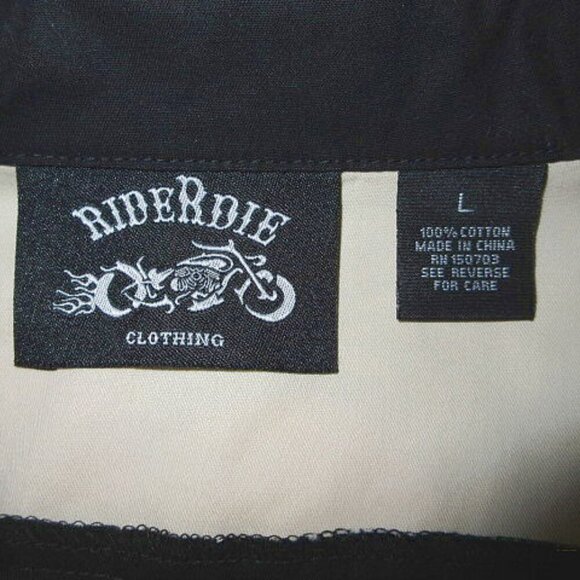 RIDERDIE
CLOTHING
L
100% COTTON
MADE IN CHINA
RN 150703
SEE REVERSE
FOR CARE